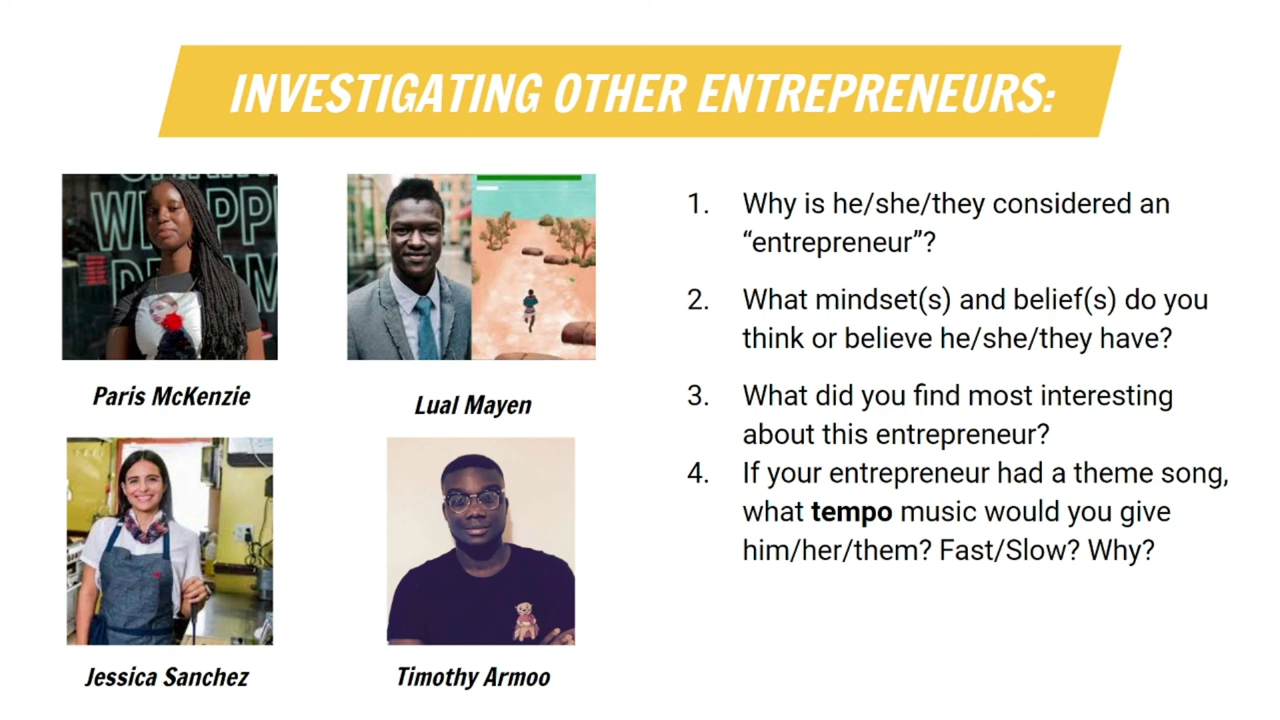 INVESTIGATING OTHER ENTREPRENEURS:
Paris McKenzie
Lual Mayen
Jessica Sanchez
Timothy Armoo
1. Why is he/she/they considered an
“entrepreneur”?
2. What mindset(s) and belief(s) do you
think or believe he/she/they have?
3. What did you find most interesting
about this entrepreneur?
4. If your entrepreneur had a theme song,
what tempo music would you give
him/her/them? Fast/Slow? Why?